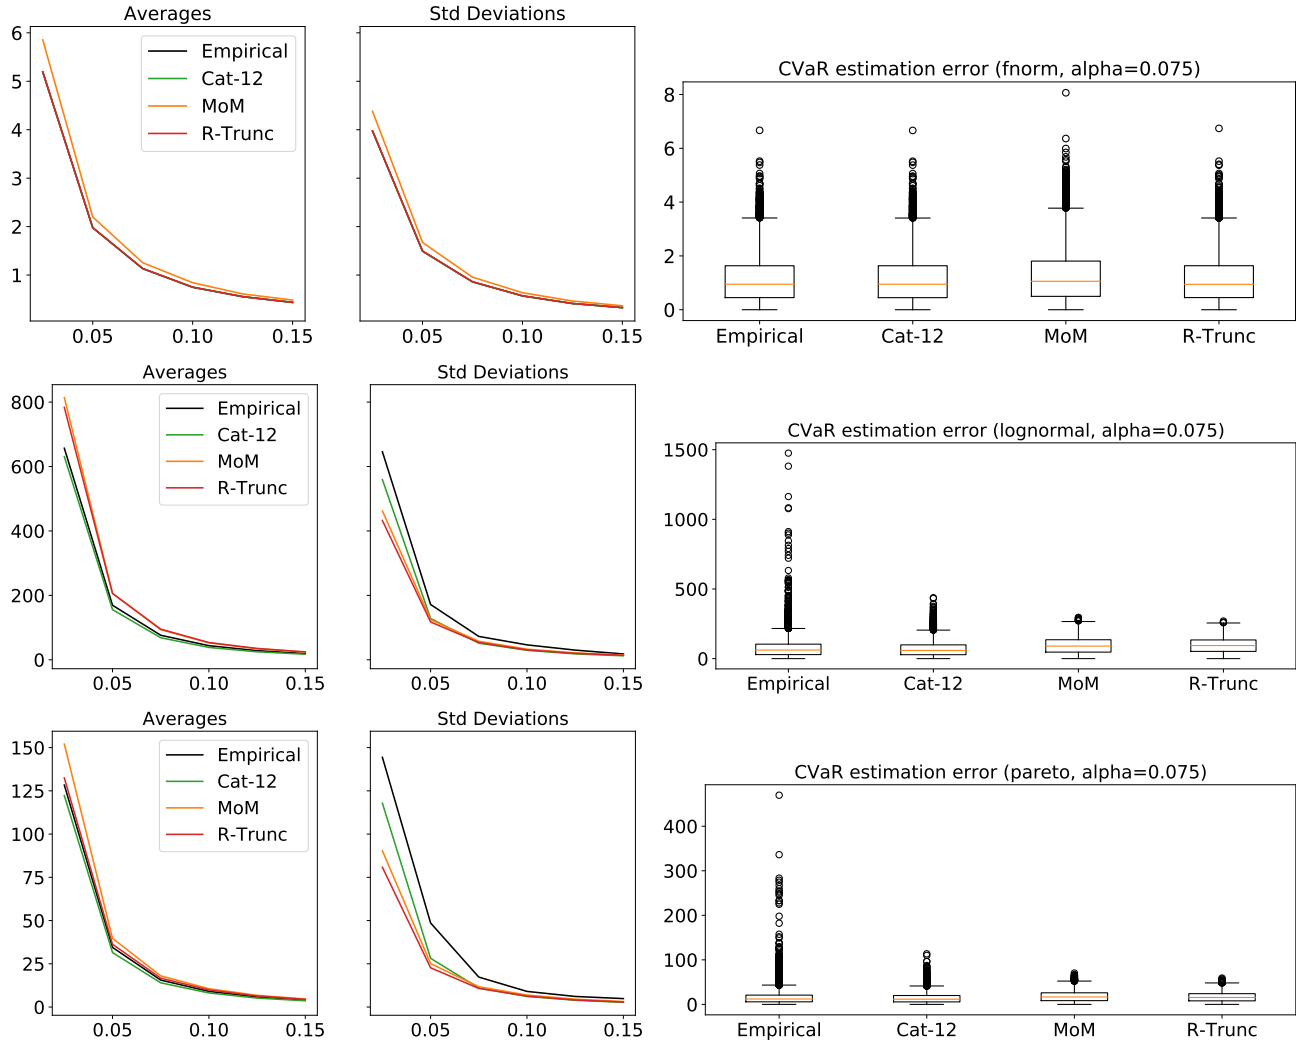 Averages
6
5
4
3
2
1
0.05 0.10 0.15
Empirical
Cat-12
MoM
R-Trunc
Std Deviations
0.05 0.10 0.15
CVaR estimation error (fnorm, alpha=0.075)
8
6
4
2
0
Empirical Cat-12 MoM R-Trunc
Averages
800
600
400
200
0
0.05 0.10 0.15
Empirical
Cat-12
MoM
R-Trunc
Std Deviations
0.05 0.10 0.15
CVaR estimation error (lognormal, alpha=0.075)
1500
1000
500
0
Empirical Cat-12 MoM R-Trunc
Averages
150
125
100
75
50
25
0
0.05 0.10 0.15
Empirical
Cat-12
MoM
R-Trunc
Std Deviations
0.05 0.10 0.15
CVaR estimation error (pareto, alpha=0.075)
400
300
200
100
0
Empirical Cat-12 MoM R-Trunc